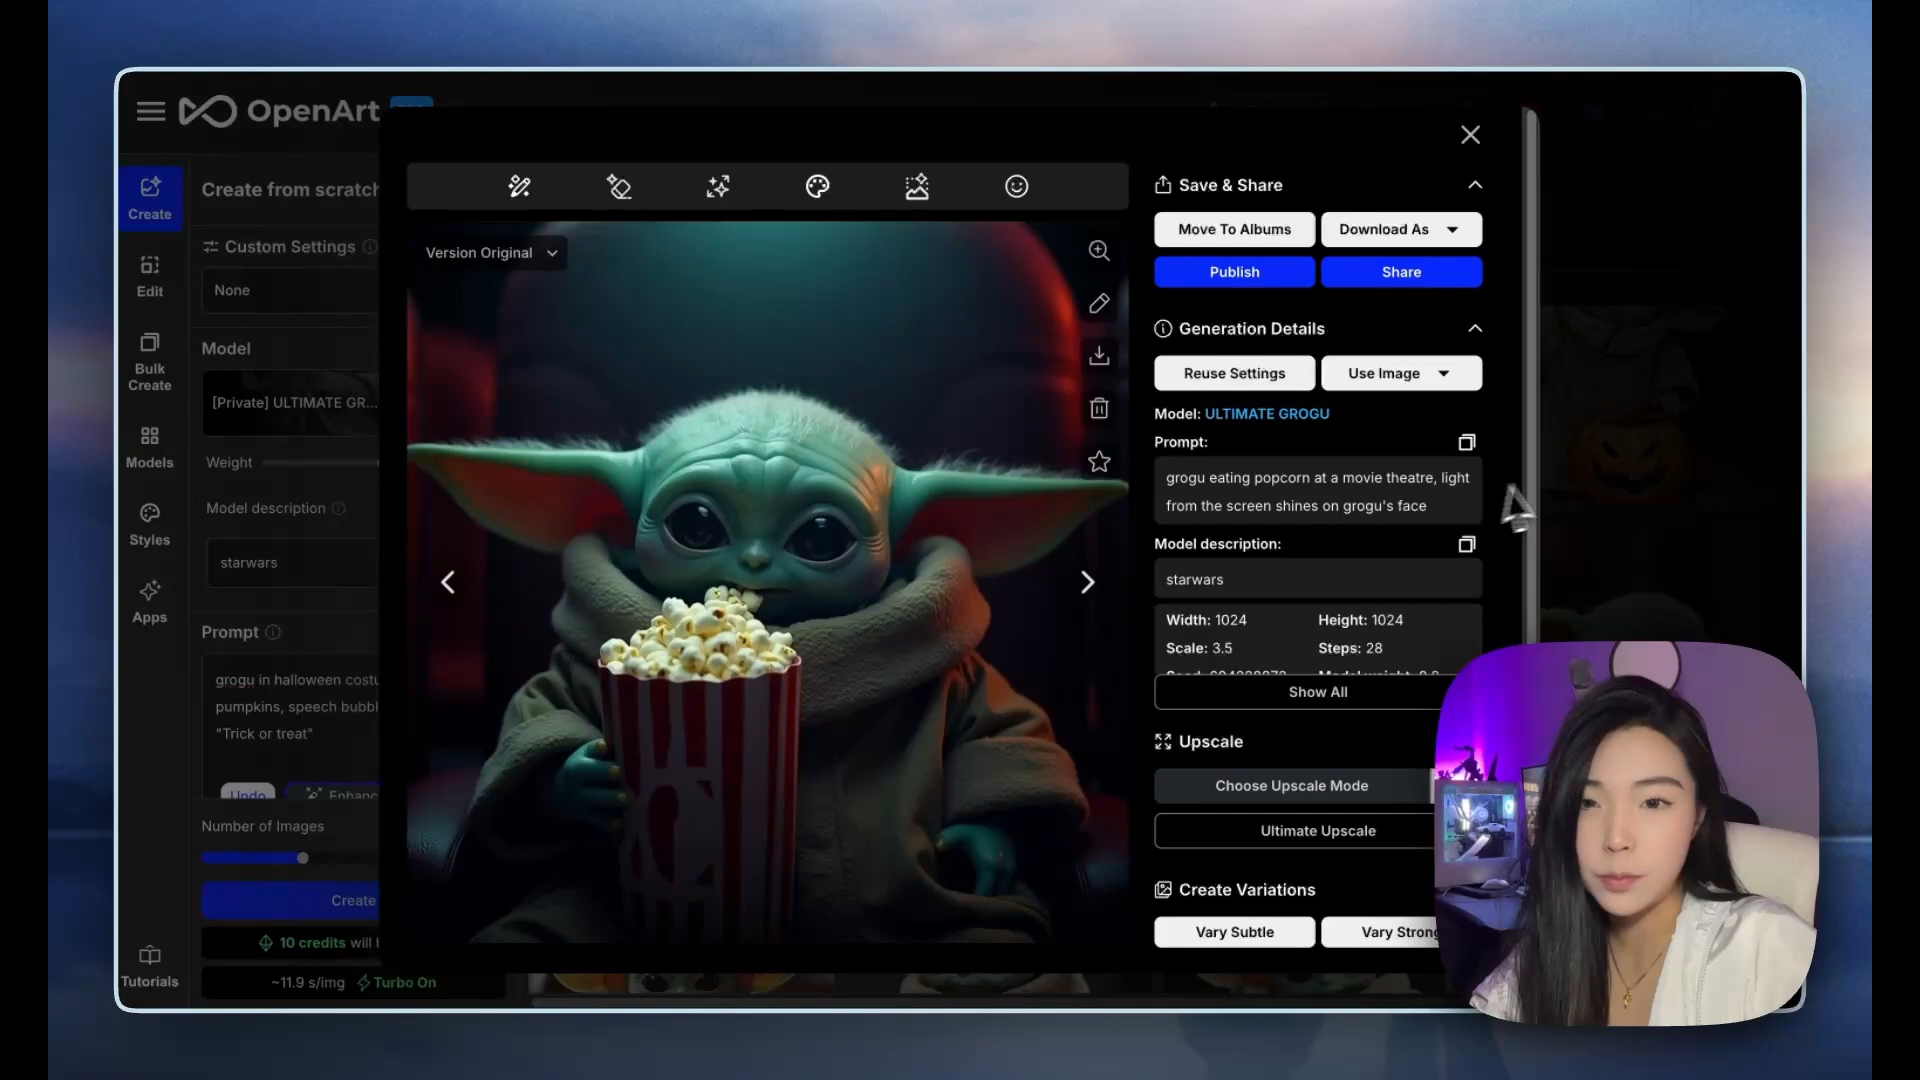 OpenArt
Create
Edit
Bulk
Create
Models
Styles
Apps
Tutorials
Create from scratch
Custom Settings
None
Model
[Private] ULTIMATE GR...
Weight
Model description
starwars
Prompt
grogu in halloween costu
pumpkins, speech bubbl
"Trick or treat"
Undo
Enhanc
Number of Images
Create
10 credits will b
~11.9 s/img Turbo On
Version Original
Save & Share
Move To Albums Download As
Publish Share
Generation Details
Reuse Settings Use Image
Model: ULTIMATE GROGU
Prompt:
grogu eating popcorn at a movie theatre, light
from the screen shines on grogu's face
Model description:
starwars
Width: 1024 Height: 1024
Scale: 3.5 Steps: 28
Show All
Upscale
Choose Upscale Mode
Ultimate Upscale
Create Variations
Vary Subtle Vary Strong